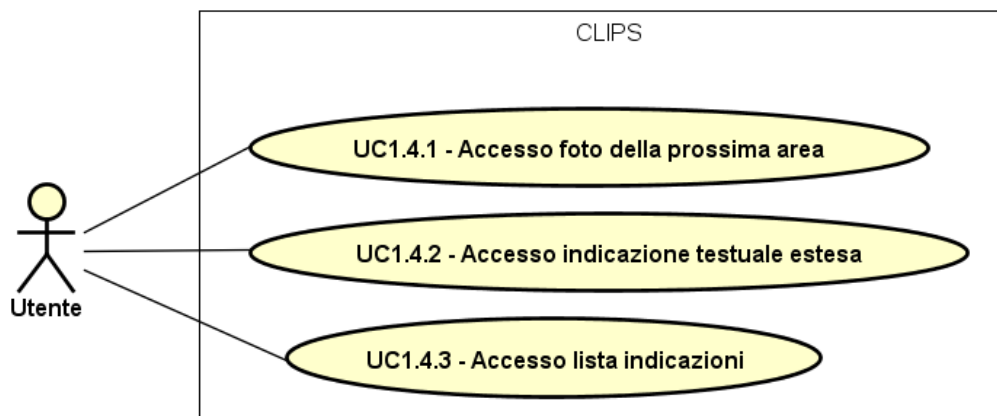 CLIPS
UC1.4.1 - Accesso foto della prossima area
UC1.4.2 - Accesso indicazione testuale estesa
Utente
UC1.4.3 - Accesso lista indicazioni